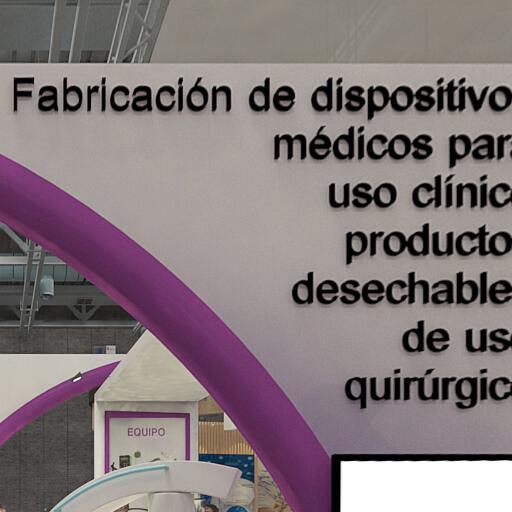 Fabricación de dispositivo
médicos para
uso clínico
producto
desechable
de uso
quirúrgico
EQUIPO